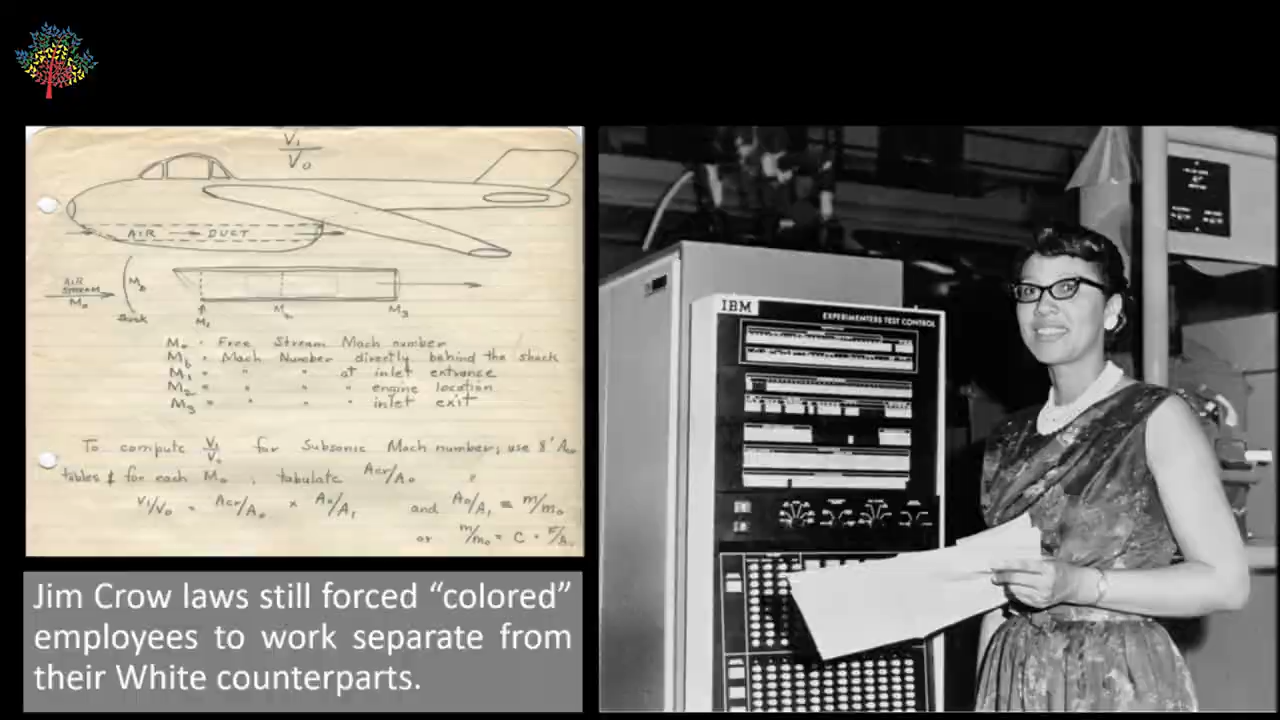 V₁
V₀
AIR DUCT
AIR
STREAM
M₀
Mb
Shock
M₁
M₂
M₃
M₀ = Free Stream Mach number
Mb = Mach Number directly behind the shock
M₁ = " " " at inlet entrance
M₂ = " " " engine location
M₃ = " " " inlet exit
To compute V₁/V₀ for Subsonic Mach numbers, use
tables & for each M₀, tabulate Acr/A₀
V₁/V₀ = Acr/A₀ × A₀/A₁ and A₀/A₁ = m/m₀
or m/m₀ = C
Jim Crow laws still forced “colored”
employees to work separate from
their White counterparts.
IBM
EXPERIMENTERS TEST CONTROL